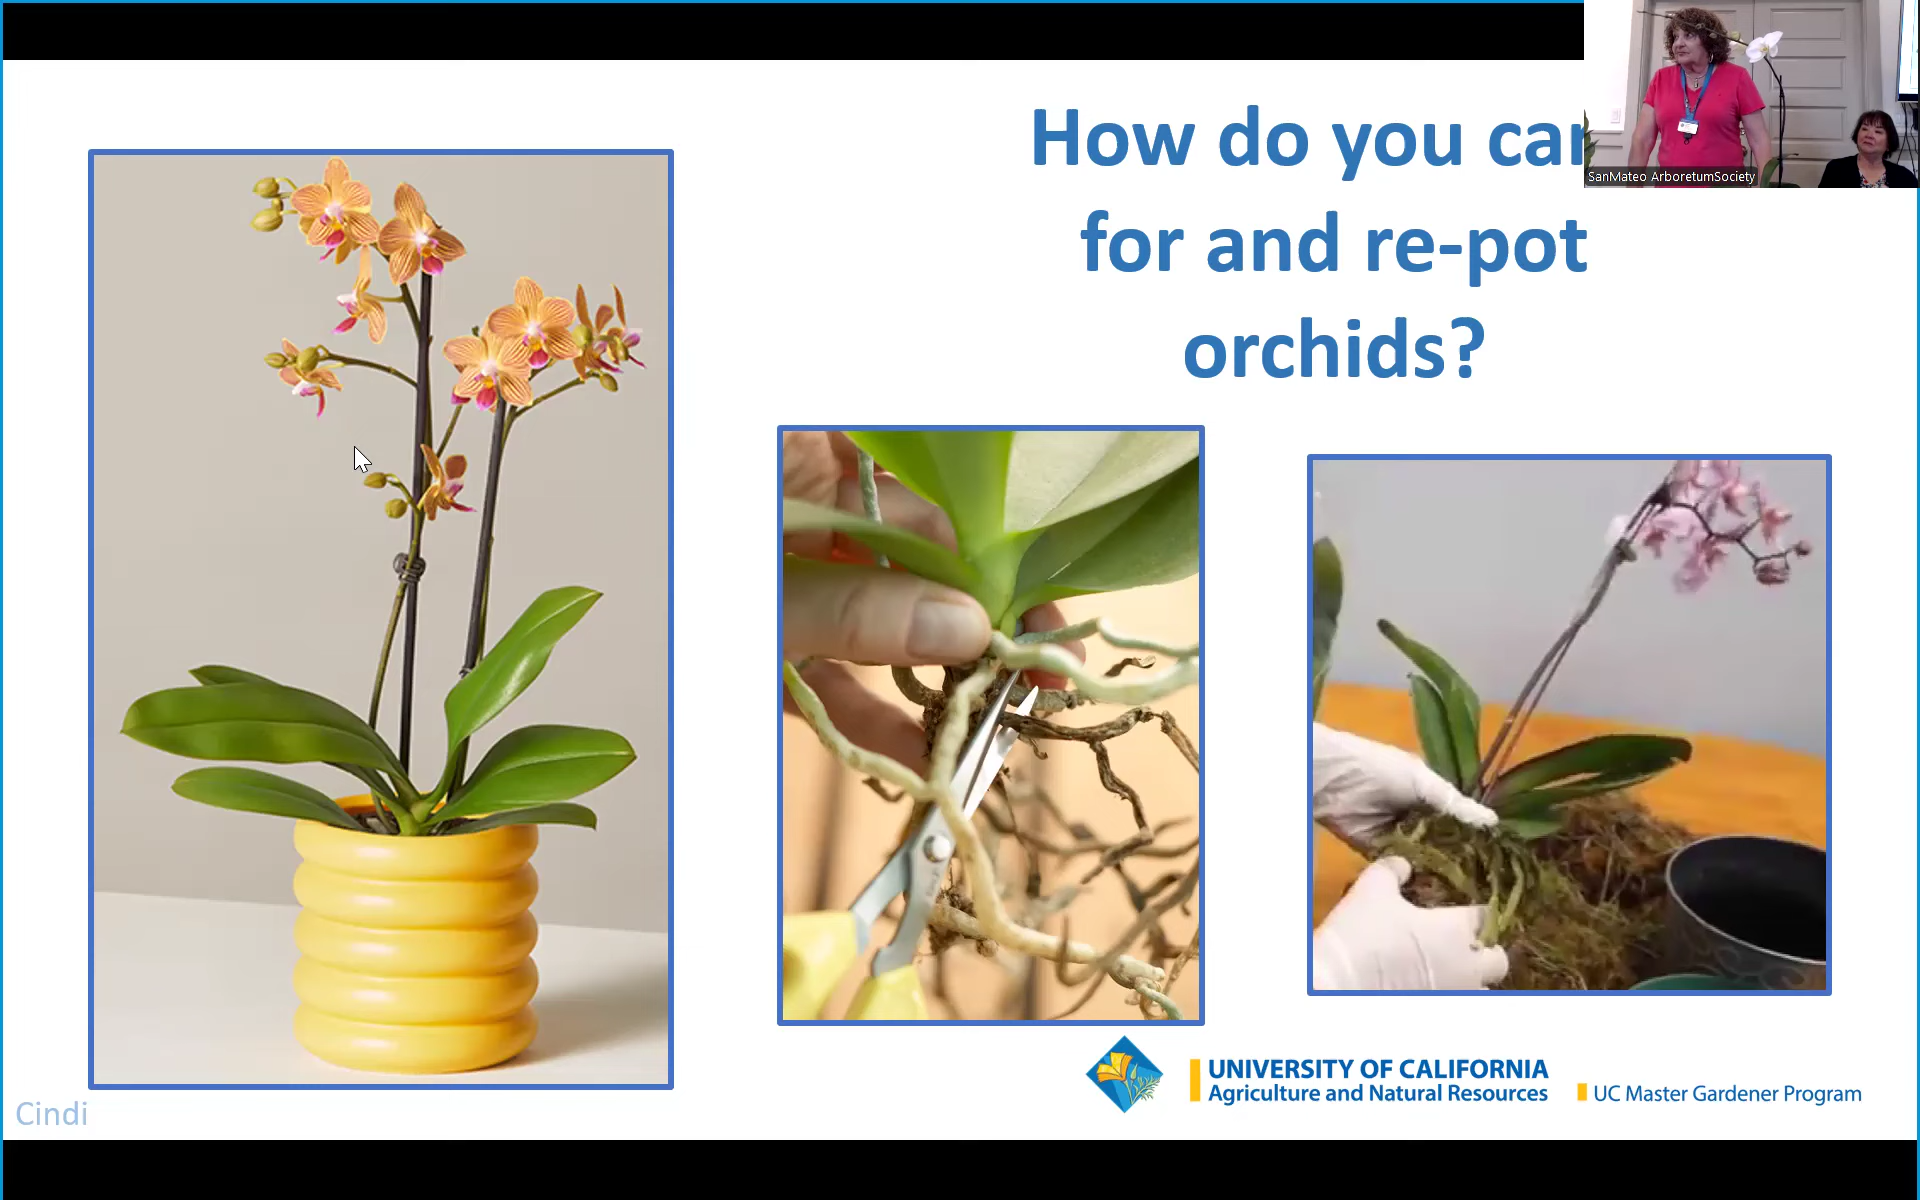 How do you car
for and re-pot
orchids?
SanMateo ArboretumSociety
UNIVERSITY OF CALIFORNIA
Agriculture and Natural Resources
UC Master Gardener Program
Cindi